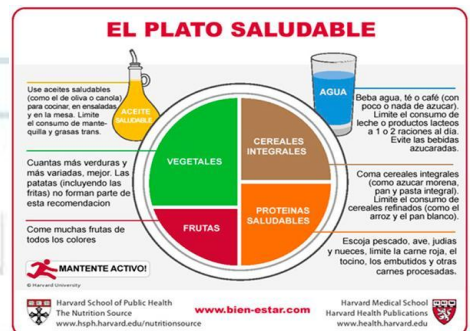 EL PLATO SALUDABLE
Use aceites saludables
(como el de oliva o canola)
para cocinar, en ensaladas
y en la mesa. Limite
el consumo de mante-
quilla y grasas trans.
ACEITE
SALUDABLE
AGUA
Beba agua, té o café (con
poco o nada de azucar).
Limite el consumo de
leche o productos lacteos
a 1 o 2 raciones al día.
Evite las bebidas
azucaradas.
VEGETALES
CEREALES
INTEGRALES
Cuantas más verduras y
más variadas, mejor. Las
patatas (incluyendo las
fritas) no forman parte de
esta recomendacion
Coma cereales integrales
(como azucar morena,
pan y pasta integral).
Limite el consumo de
cereales refinados (como el
arroz y el pan blanco).
FRUTAS
PROTEINAS
SALUDABLES
Come muchas frutas de
todos los colores
Escoja pescado, ave, judias
y nueces, limite la carne roja, el
tocino, los embutidos y otras
carnes procesadas.
MANTENTE ACTIVO!
© Harvard University
Harvard School of Public Health
The Nutrition Source
www.hsph.harvard.edu/nutritionsource
www.bien-estar.com
Harvard Medical School
Harvard Health Publications
www.health.harvard.edu